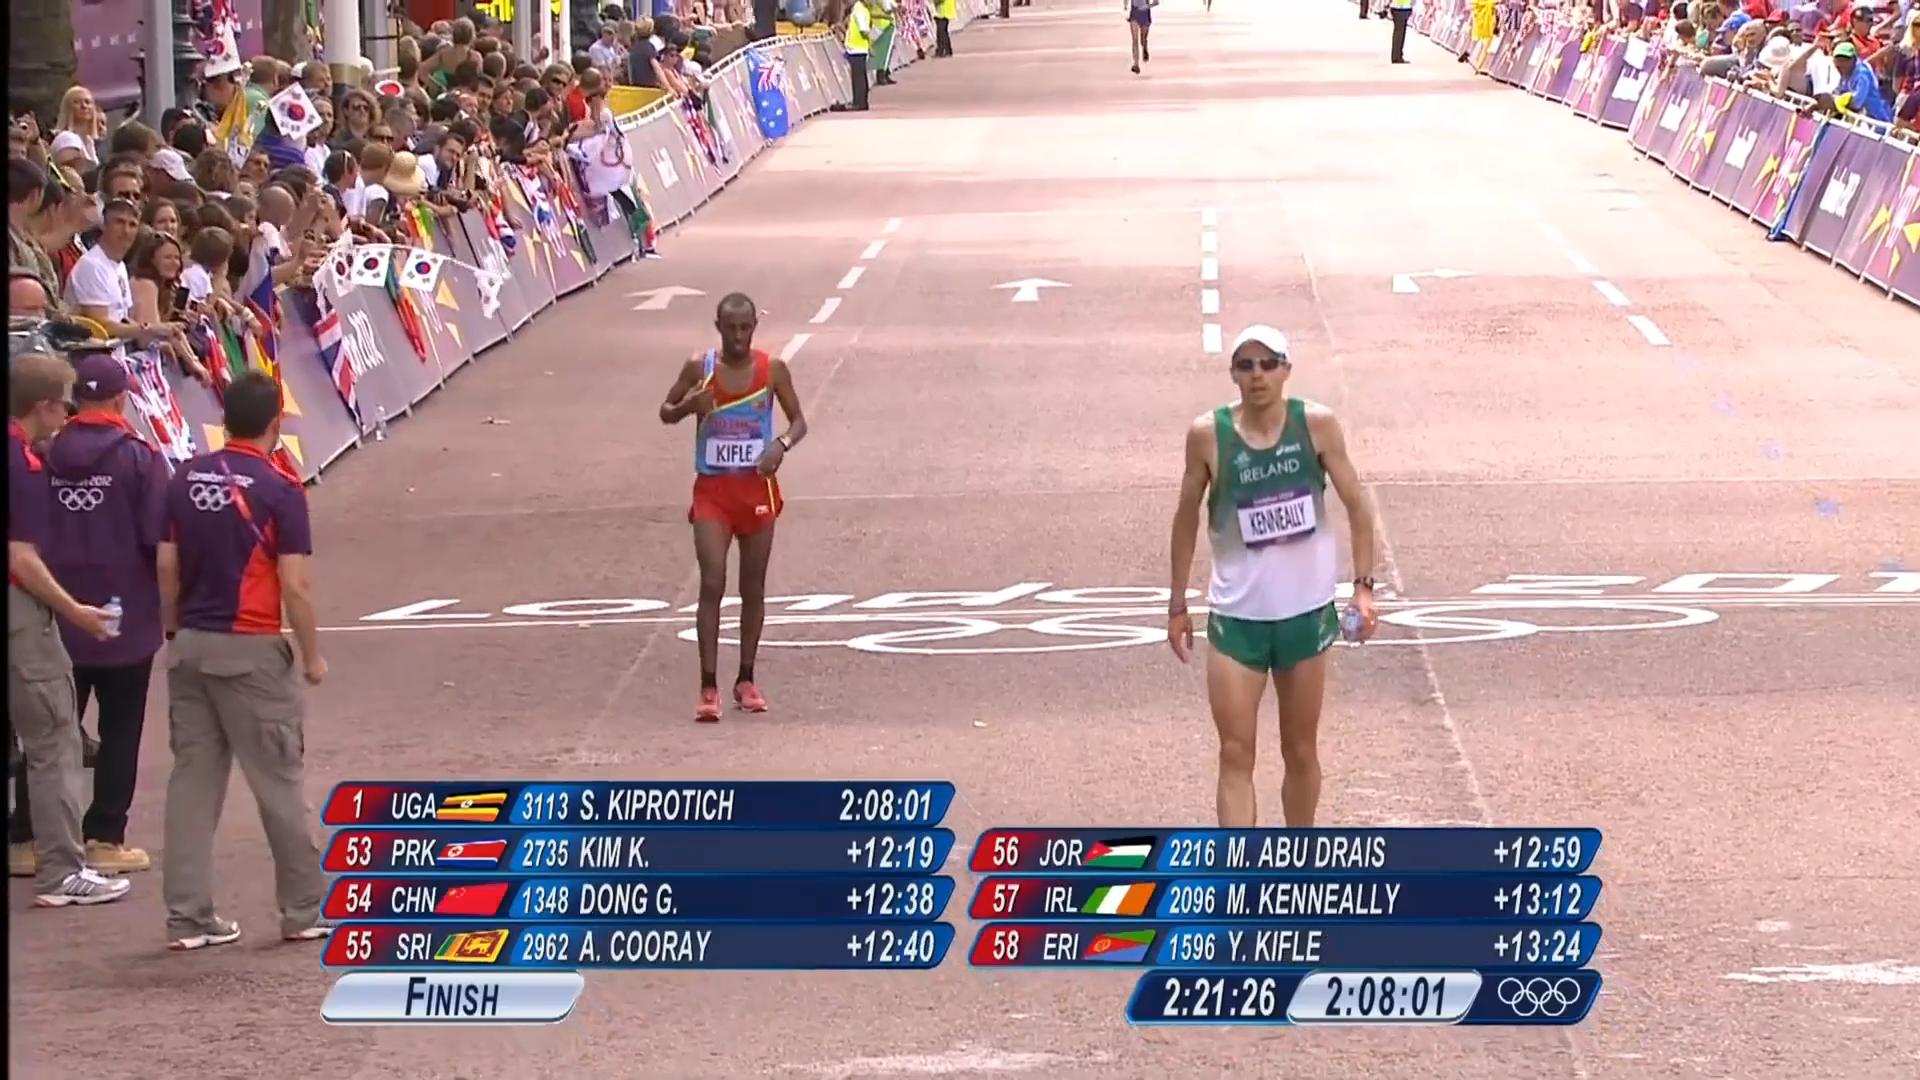 London 2012
KIFLE
IRELAND
KENNEALLY
London 201
1 UGA 3113 S. KIPROTICH 2:08:01
53 PRK 2735 KIM K. +12:19
54 CHN 1348 DONG G. +12:38
55 SRI 2962 A. COORAY +12:40
56 JOR 2216 M. ABU DRAIS +12:59
57 IRL 2096 M. KENNEALLY +13:12
58 ERI 1596 Y. KIFLE +13:24
FINISH
2:21:26 2:08:01